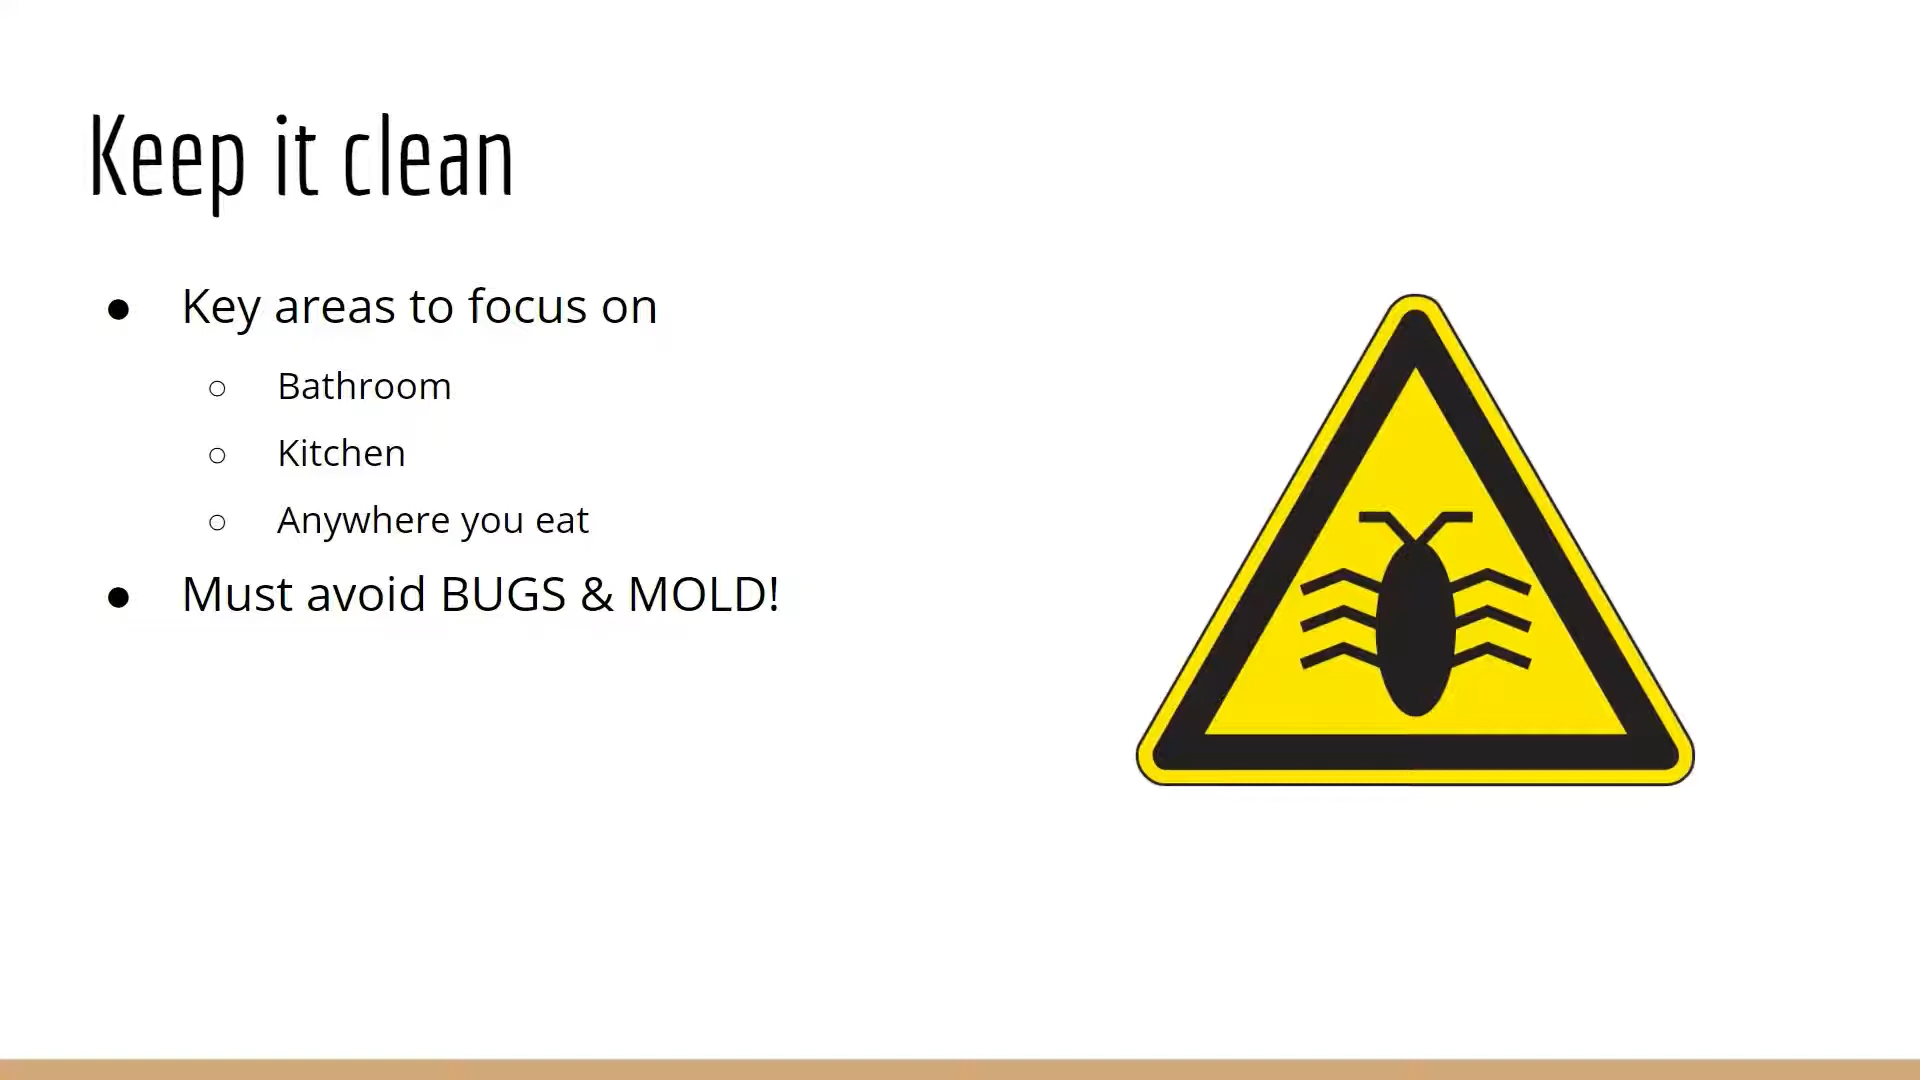 Keep it clean
● Key areas to focus on
○ Bathroom
○ Kitchen
○ Anywhere you eat
● Must avoid BUGS & MOLD!